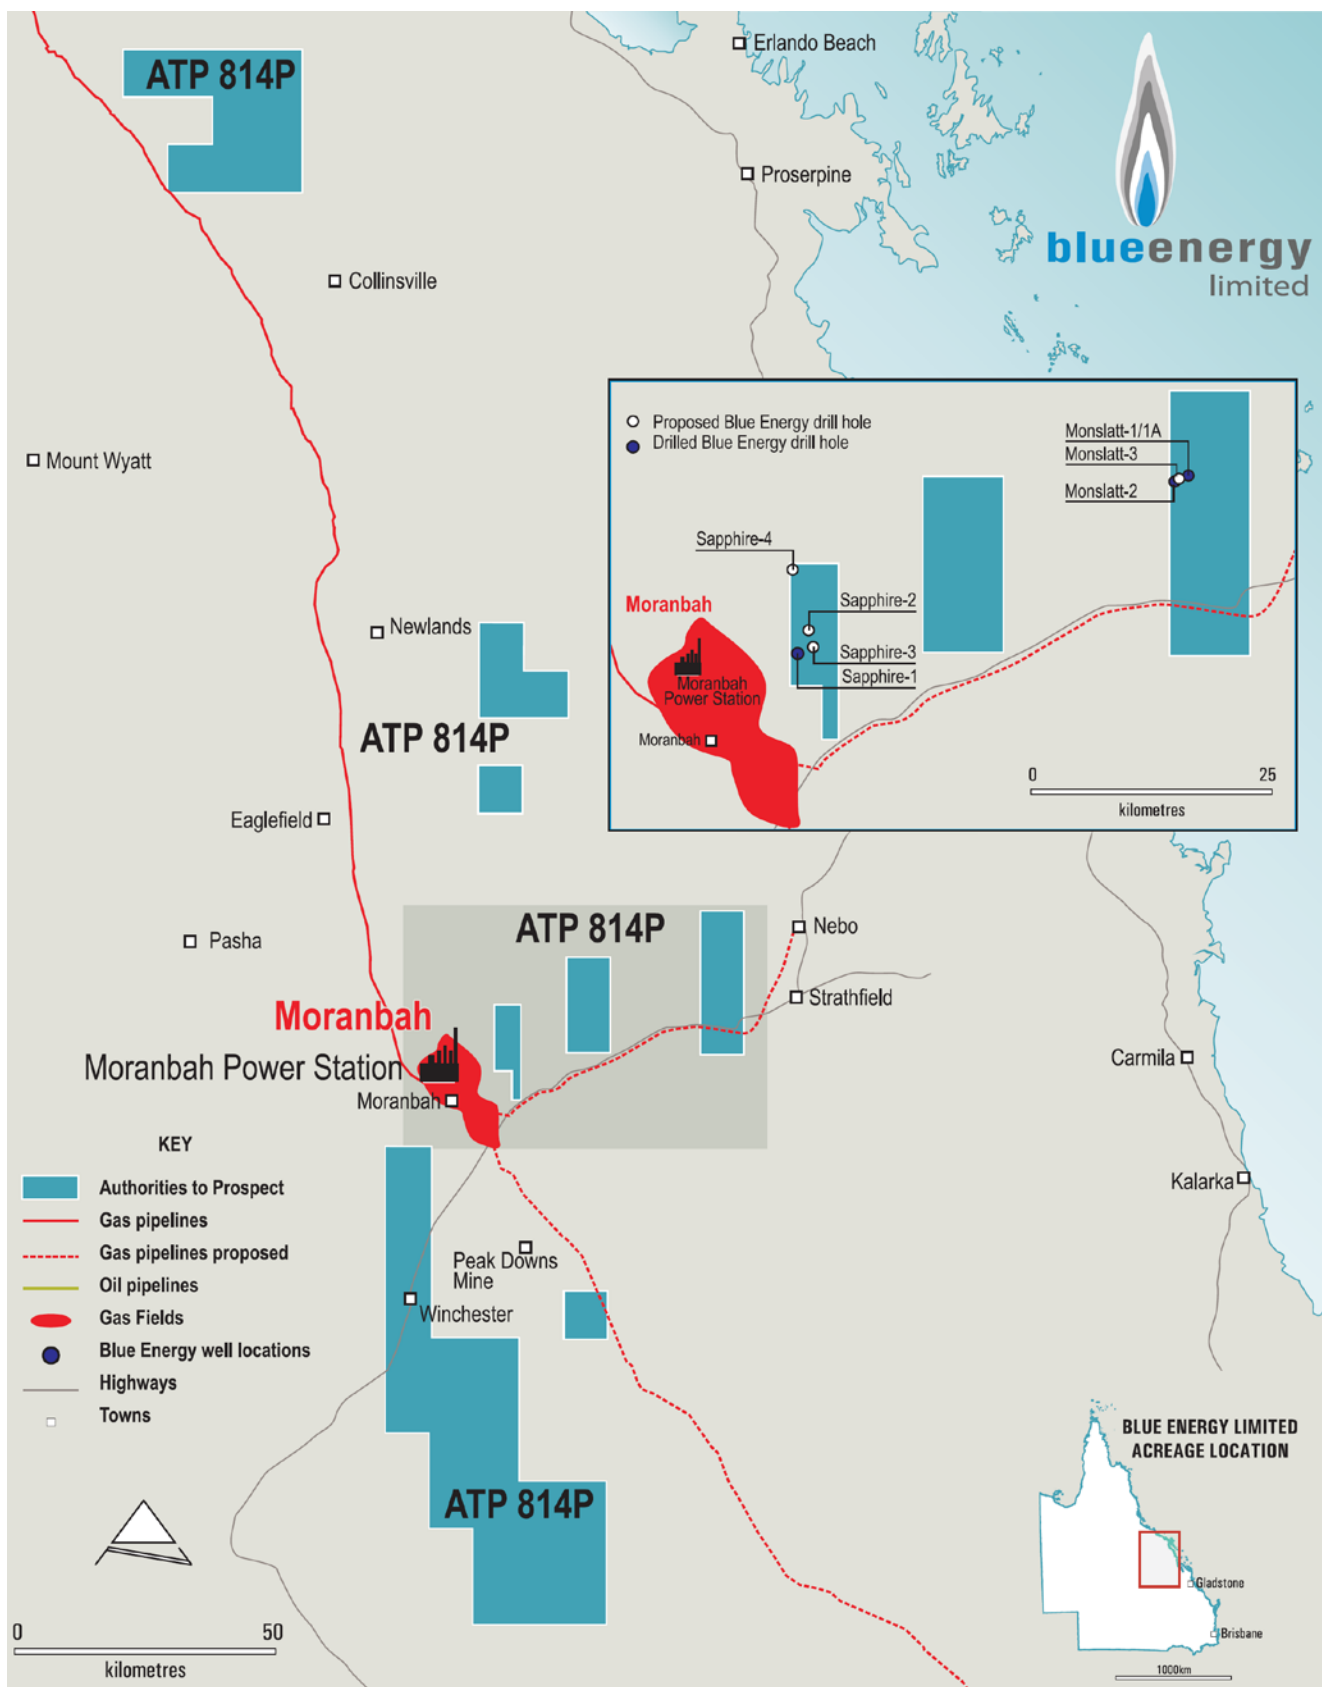 ATP 814P
Erlando Beach
Proserpine
blueenergy
limited
Collinsville
Mount Wyatt
Proposed Blue Energy drill hole
Drilled Blue Energy drill hole
Monslatt-1/1A
Monslatt-3
Monslatt-2
Sapphire-4
Moranbah
Sapphire-2
Sapphire-3
Sapphire-1
Moranbah
Power Station
Moranbah
0 25
kilometres
Newlands
ATP 814P
Eaglefield
Pasha
ATP 814P
Nebo
Strathfield
Moranbah
Moranbah Power Station
Moranbah
Carmila
Kalarka
KEY
Authorities to Prospect
Gas pipelines
Gas pipelines proposed
Oil pipelines
Gas Fields
Blue Energy well locations
Highways
Towns
Peak Downs
Mine
Winchester
ATP 814P
0 50
kilometres
BLUE ENERGY LIMITED
ACREAGE LOCATION
Gladstone
Brisbane
1000km